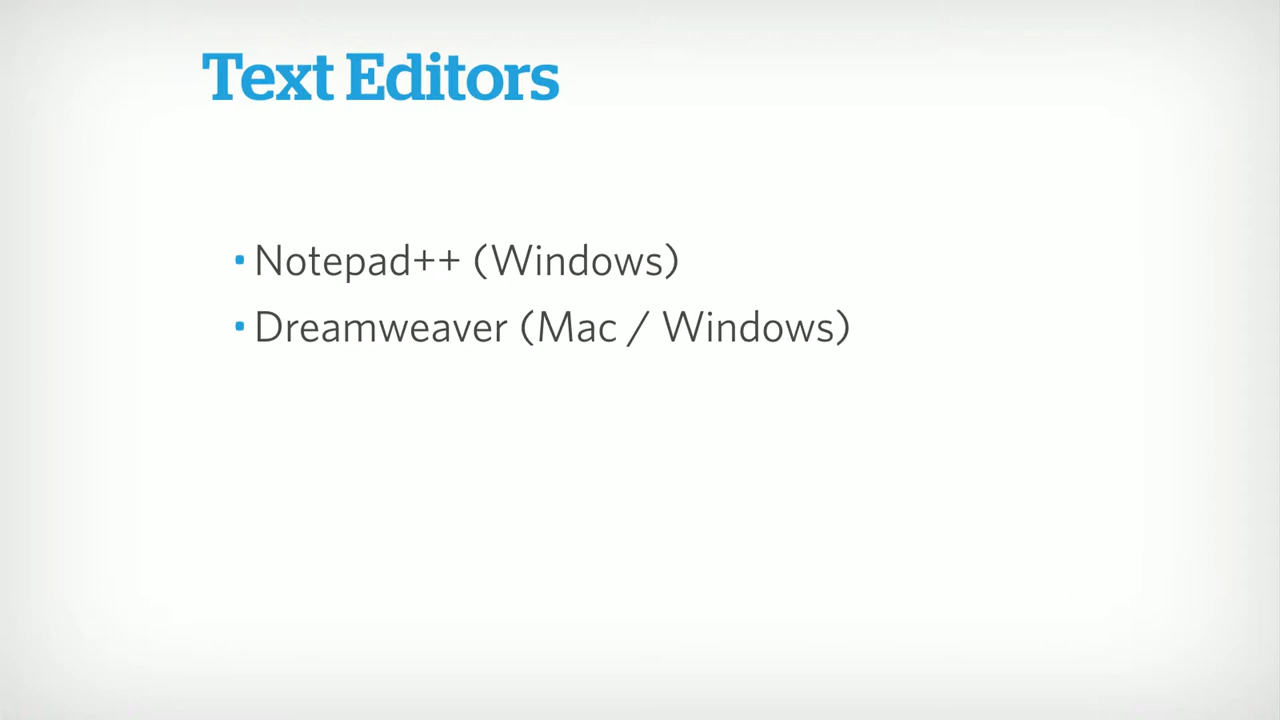 Text Editors
• Notepad++ (Windows)
• Dreamweaver (Mac / Windows)